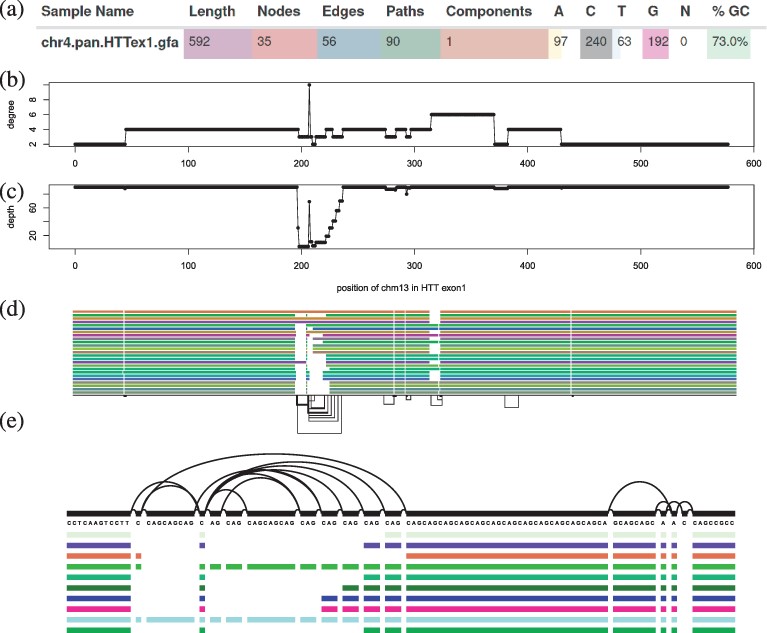 (a)
Sample Name Length Nodes Edges Paths Components A C T G N % GC
chr4.pan.HTTex1.gfa 592 35 56 90 1 97 240 63 192 0 73.0%
(b)
degree
8
6
4
2
0 100 200 300 400 500 600
(c)
depth
60
20
0 100 200 300 400 500 600
position of chm13 in HTT exon1
(d)
(e)
CCTCAAGTCCTT C CAGCAGCAG C AG CAG CAGCAGCAG CAG CAG CAG CAG CAG CAGCAGCAGCAGCAGCAGCAGCAGCAGCAGCAGCAGCA GCAGCAGC A A C CAGCCGCC